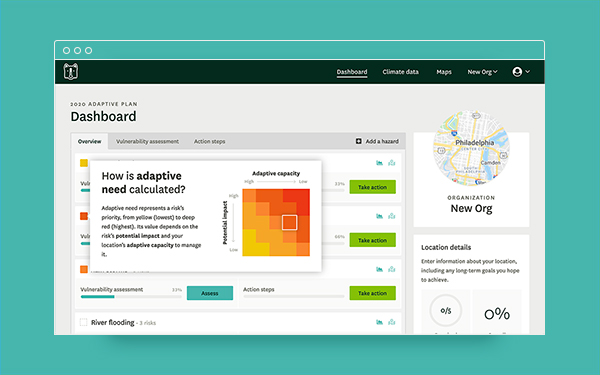 Dashboard
Climate data
Maps
New Org
2020 ADAPTIVE PLAN
Dashboard
Overview
Vulnerability assessment
Action steps
Add a hazard
How is adaptive
need calculated?
Adaptive need represents a risk's
priority, from yellow (lowest) to deep
red (highest). Its value depends on the
risk's potential impact and your
location's adaptive capacity to manage
it.
Adaptive capacity
High
Low
Potential impact
High
Low
33%
Take action
Take action
Vulnerability assessment
33%
Assess
Action steps
Take action
River flooding - 3 risks
Philadelphia
CENTER CITY
Camden
SOUTH
PHILADELPHIA
ORGANIZATION
New Org
Location details
Enter information about your location,
including any long-term goals you hope
to achieve.
0/5
0%